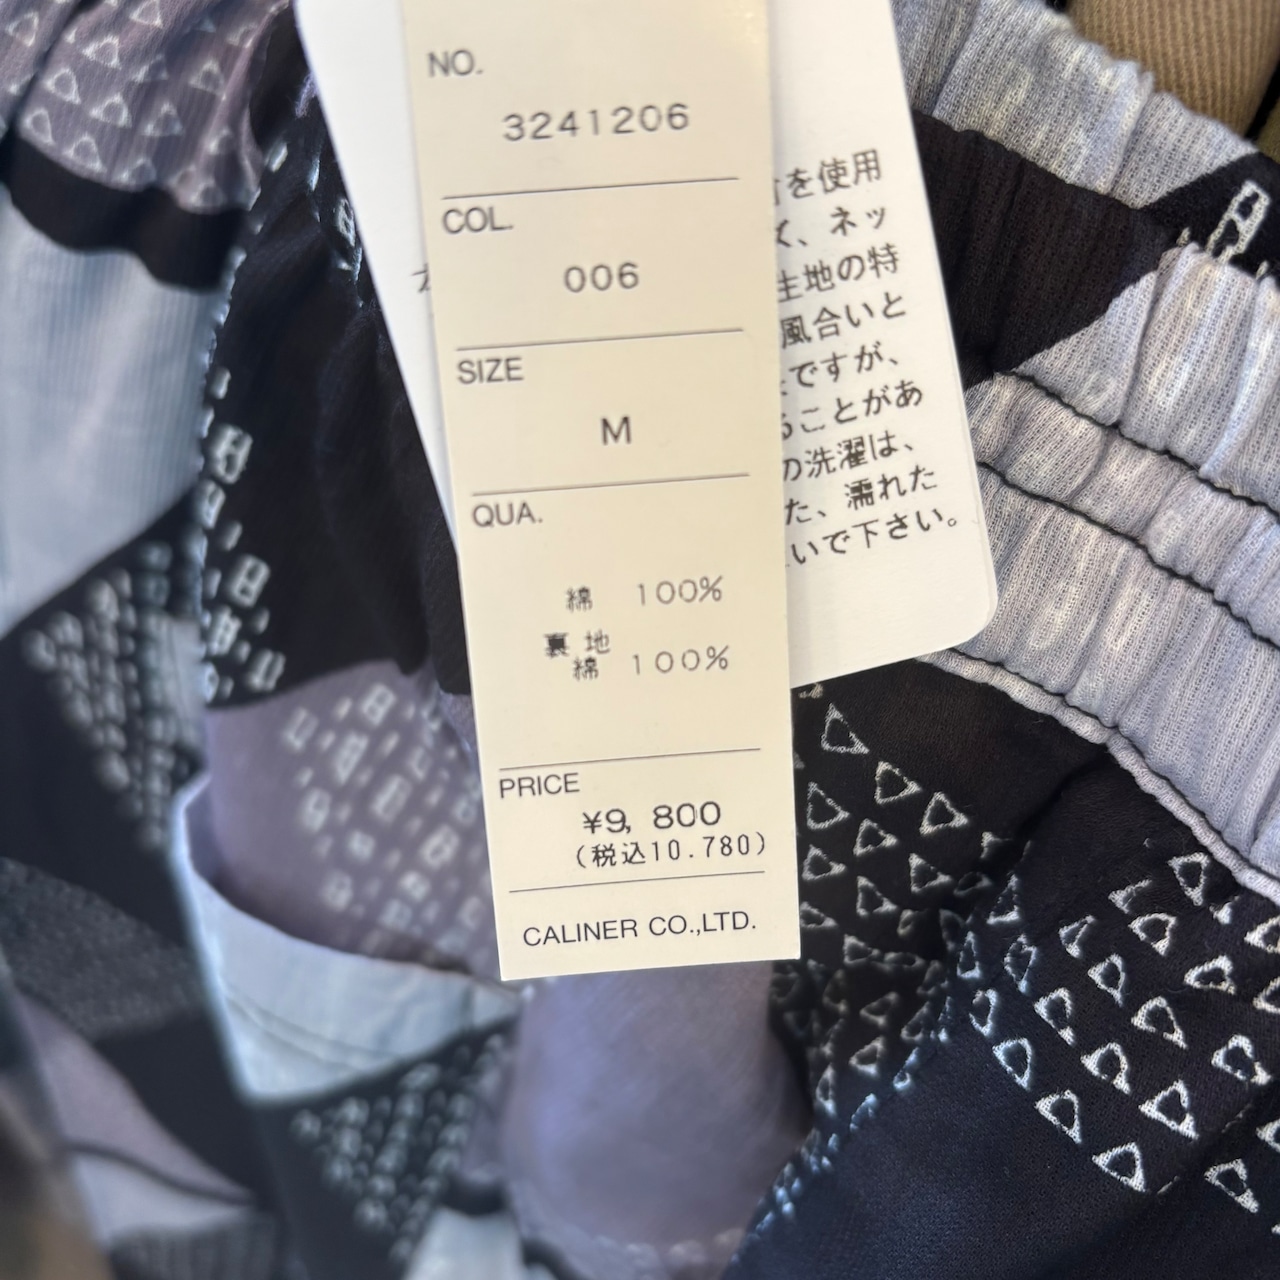 NO.
3241206
COL.
006
SIZE
M
QUA.
綿 100%
裏地
綿 100%
PRICE
¥9,800
(税込10.780)
CALINER CO.,LTD.
を使用
、ネッ
生地の特
風合いと
ですが、
ることがあ
の洗濯は、
た、濡れた
いで下さい。